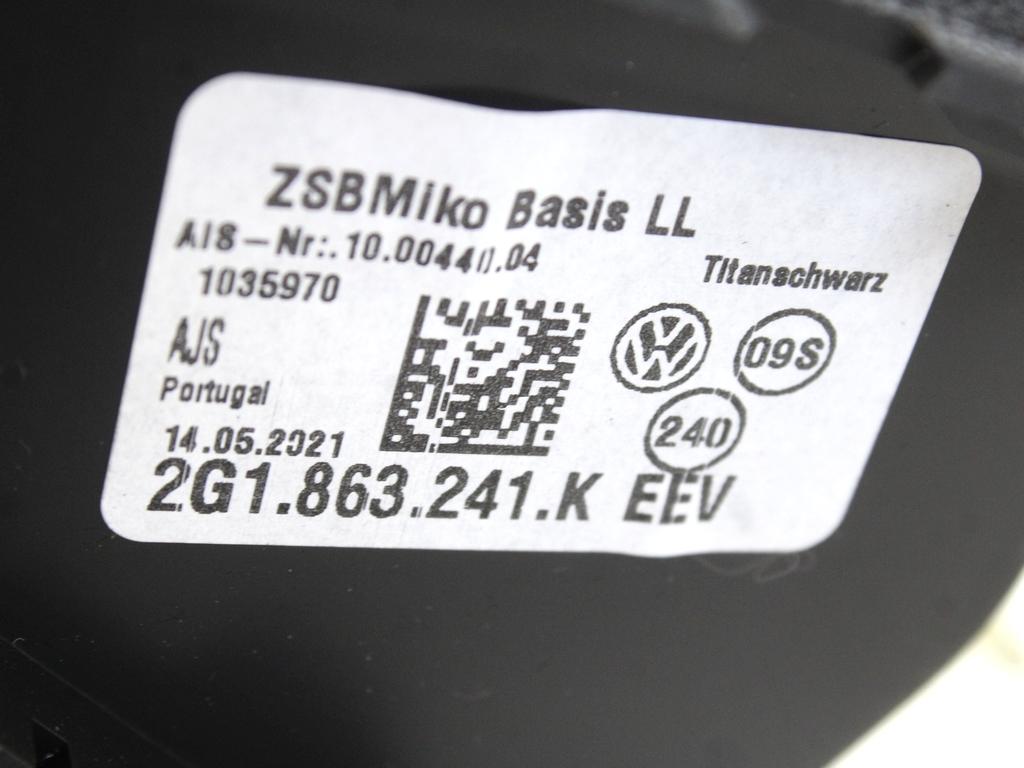 ZSBMiko Basis LL
AIS-Nr:. 10.00440.04
Titanschwarz
1035970
AJS
09S
Portugal
240
14.05.2021
2G1.863.241.K EEV